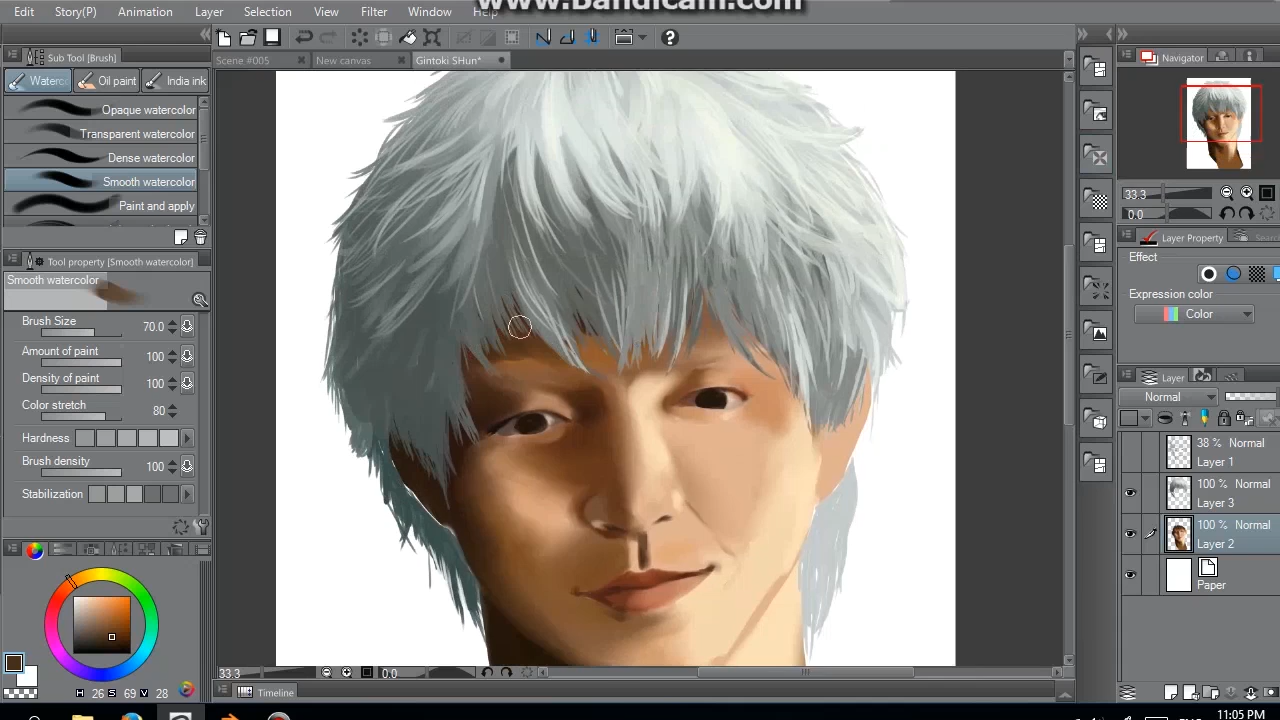 www.Bandicam.com
Edit Story(P) Animation Layer Selection View Filter Window Help
Sub Tool [Brush]
Scene #005 New canvas Gintoki SHun*
Waterc Oil paint India ink
Opaque watercolor
Transparent watercolor
Dense watercolor
Smooth watercolor
Paint and apply
Tool property [Smooth watercolor]
Smooth watercolor
Brush Size 70.0
Amount of paint 100
Density of paint 100
Color stretch 80
Hardness
Brush density 100
Stabilization
H 26 S 69 V 28
33.3 0.0
Timeline
Navigator
33.3
0.0
Layer Property Searc
Effect
Expression color
Color
Layer
Normal
38 % Normal
Layer 1
100 % Normal
Layer 3
100 % Normal
Layer 2
Paper
11:05 PM